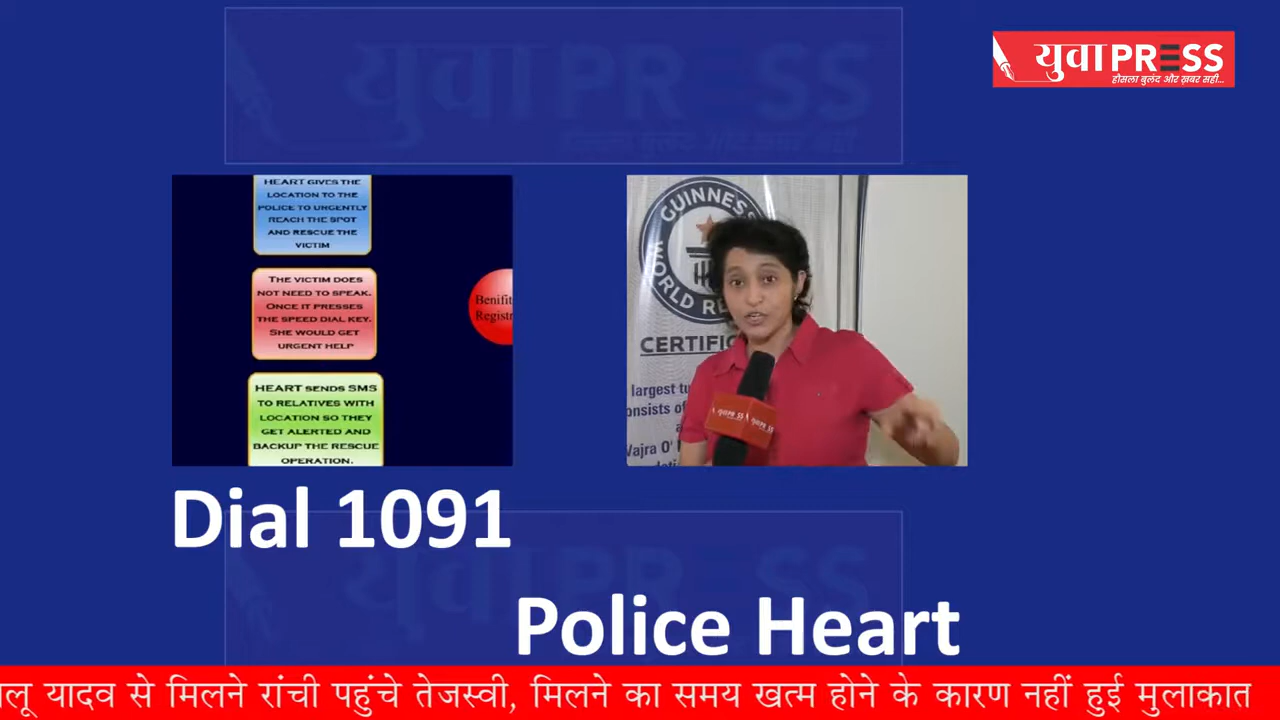 युवाPRESS
हौसला बुलंद और ख़बर सही...
युवाPRESS
HEART GIVES THE
LOCATION TO THE
POLICE TO URGENTLY
REACH THE SPOT
AND RESCUE THE
VICTIM
THE VICTIM DOES
NOT NEED TO SPEAK.
ONCE IT PRESSES
THE SPEED DIAL KEY.
SHE WOULD GET
URGENT HELP
HEART SENDS SMS
TO RELATIVES WITH
LOCATION SO THEY
GET ALERTED AND
BACKUP THE RESCUE
OPERATION.
Benifit
Registr
GUINNESS
WORLD RE
CERTIFIC
largest tu
onsists of
a
Vajra O'
युवाPRESS
Dial 1091
युवाPRESS
Police Heart
लू यादव से मिलने रांची पहुंचे तेजस्वी, मिलने का समय खत्म होने के कारण नहीं हुई मुलाकात